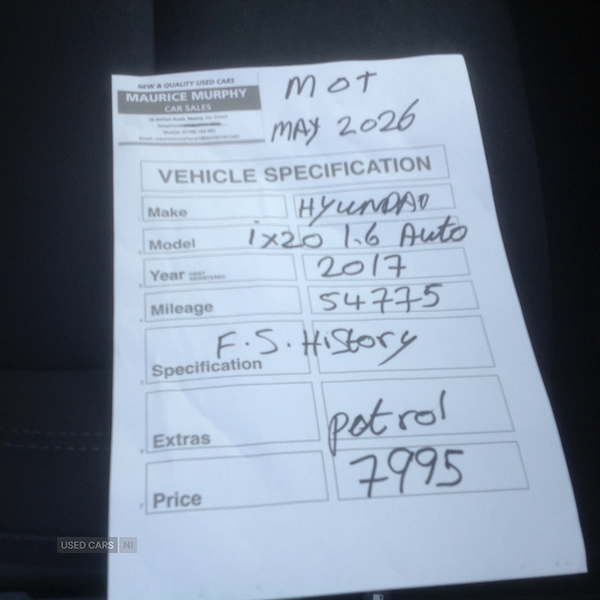 NEW & QUALITY USED CARS
MAURICE MURPHY
CAR SALES
MOT
MAY 2026
VEHICLE SPECIFICATION
Make HYUNDAO
Model ix20 1.6 Auto
Year 2017
Mileage 54775
F.S. HiStory
Specification
Extras petrol
Price 7995
USED CARS NI